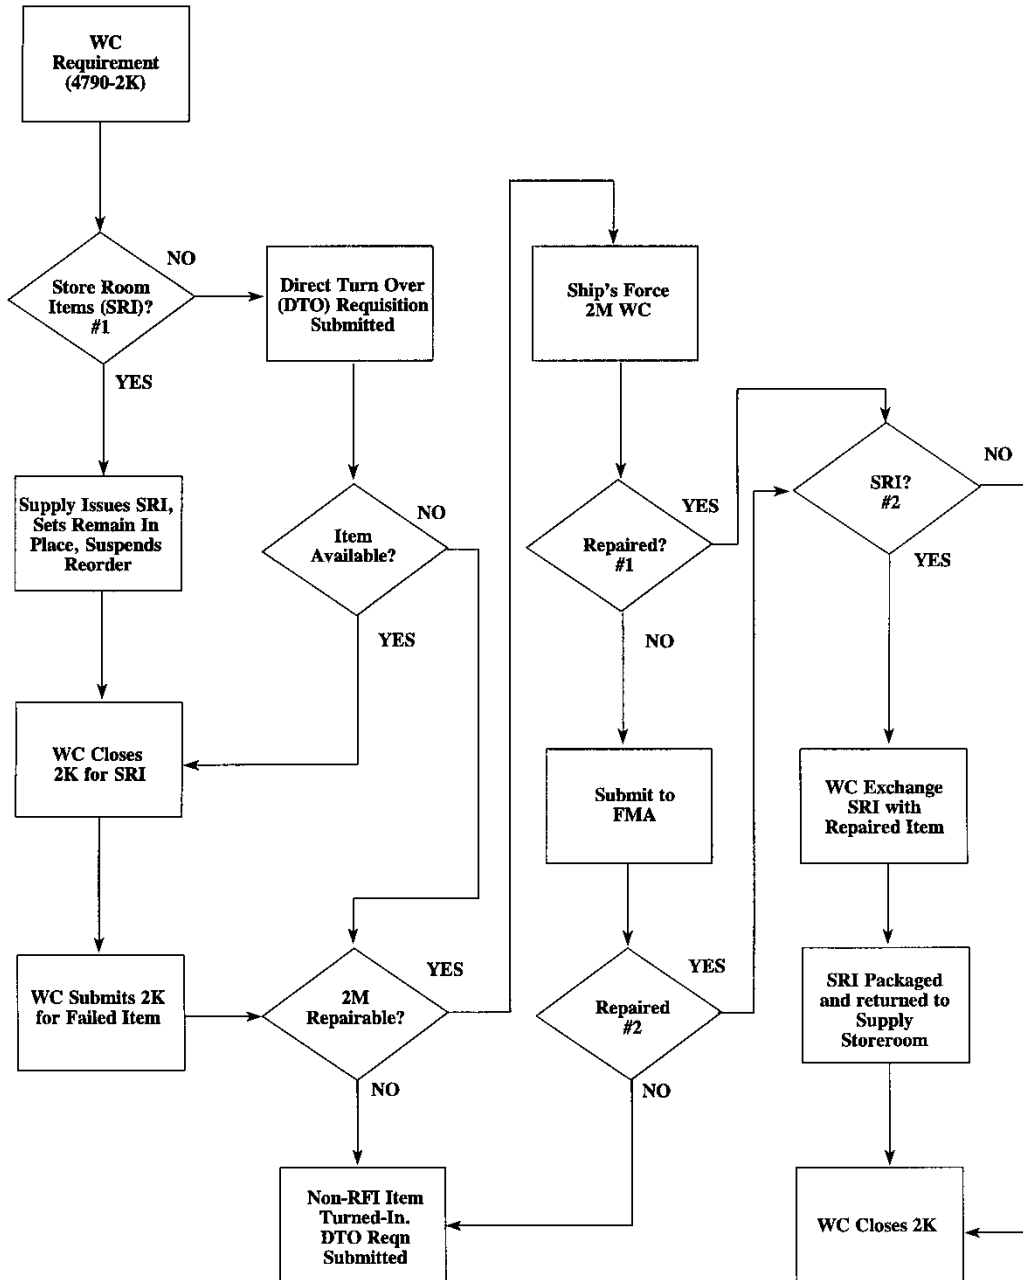 WC
Requirement
(4790-2K)
Store Room
Items (SRI)?
#1
NO
YES
Direct Turn Over
(DTO) Requisition
Submitted
Supply Issues SRI,
Sets Remain In
Place, Suspends
Reorder
Item
Available?
NO
YES
WC Closes
2K for SRI
WC Submits 2K
for Failed Item
2M
Repairable?
YES
NO
Non-RFI Item
Turned-In.
DTO Reqn
Submitted
Ship's Force
2M WC
Repaired?
#1
YES
NO
Submit to
FMA
Repaired
#2
YES
NO
SRI?
#2
NO
YES
WC Exchange
SRI with
Repaired Item
SRI Packaged
and returned to
Supply
Storeroom
WC Closes 2K